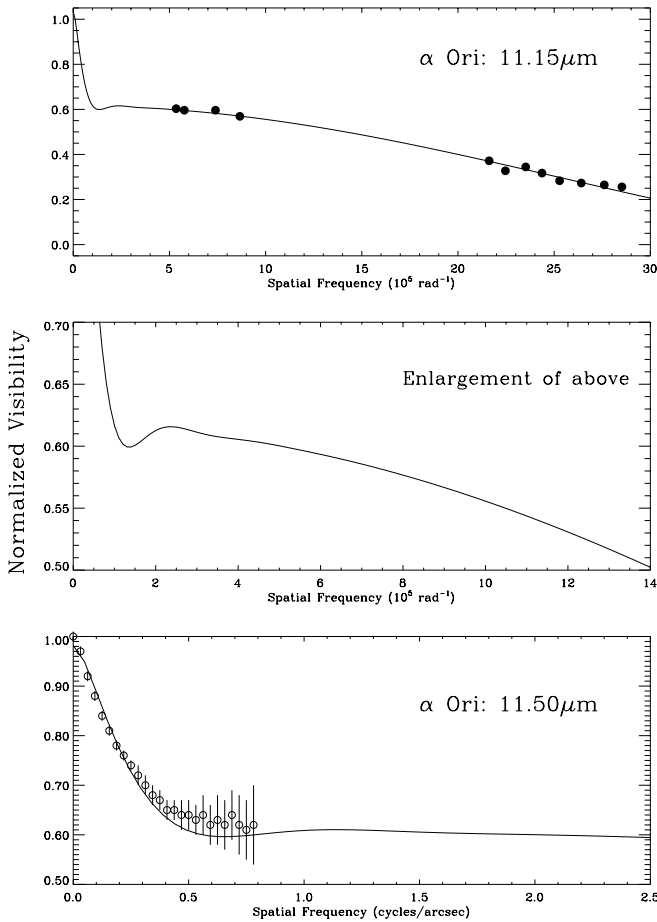 α Ori: 11.15μm
1.0
0.8
0.6
0.4
0.2
0.0
0 5 10 15 20 25 30
Spatial Frequency (10⁵ rad⁻¹)
Normalized Visibility
Enlargement of above
0.70
0.65
0.60
0.55
0.50
0 2 4 6 8 10 12 14
Spatial Frequency (10⁵ rad⁻¹)
α Ori: 11.50μm
1.00
0.90
0.80
0.70
0.60
0.50
0.0 0.5 1.0 1.5 2.0 2.5
Spatial Frequency (cycles/arcsec)